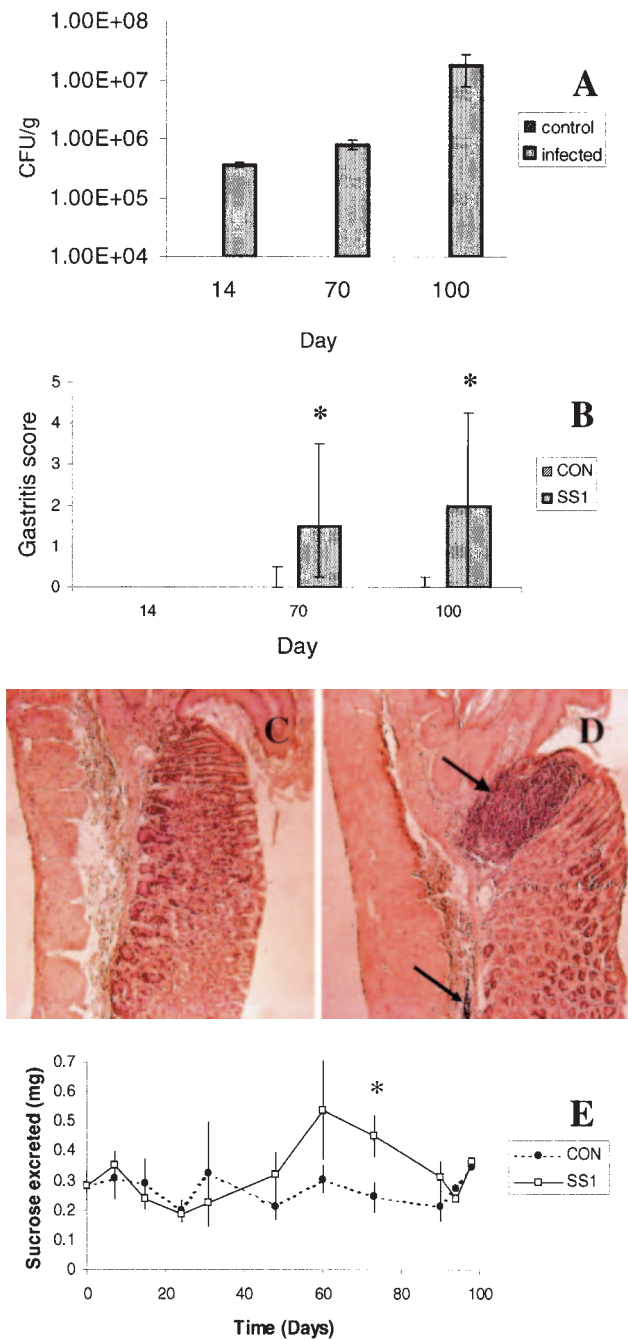 1.00E+08
1.00E+07
1.00E+06
1.00E+05
1.00E+04
CFU/g
A
control
infected
14 70 100
Day
5
4
3
2
1
0
Gastritis score
* *
B
CON
SS1
14 70 100
Day
C
D
0.7
0.6
0.5
0.4
0.3
0.2
0.1
0
Sucrose excreted (mg)
*
E
CON
SS1
0 20 40 60 80 100
Time (Days)